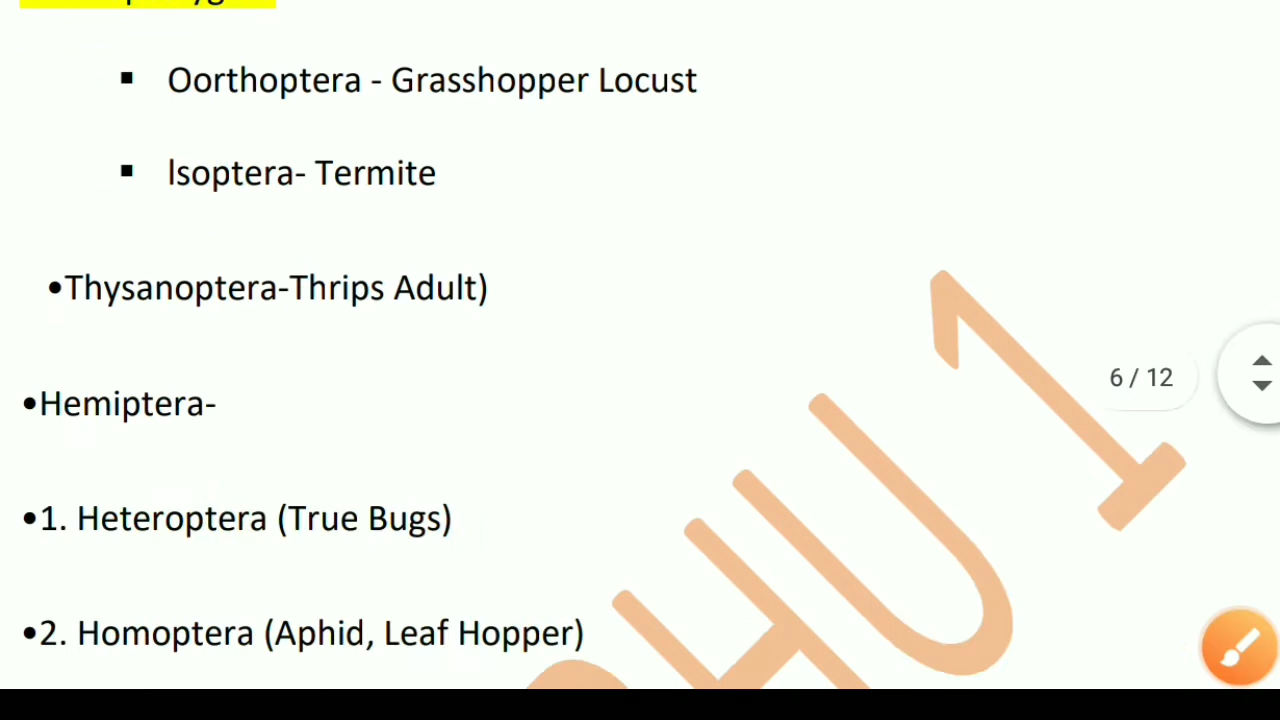 ▪ Oorthoptera - Grasshopper Locust
▪ Isoptera- Termite
•Thysanoptera-Thrips Adult)
•Hemiptera-
6 / 12
•1. Heteroptera (True Bugs)
•2. Homoptera (Aphid, Leaf Hopper)